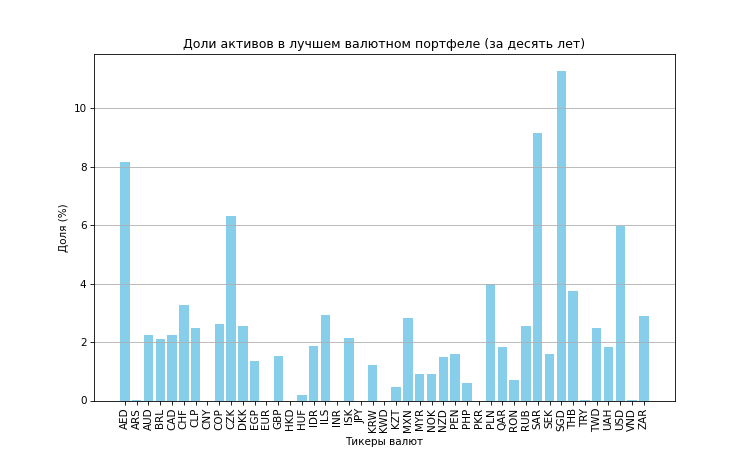 Доли активов в лучшем валютном портфеле (за десять лет)
Доля (%)
10
8
6
4
2
0
AED ARS AUD BRL CAD CHF CLP CNY COP CZK DKK EGP EUR GBP HKD HUF IDR ILS INR ISK JPY KRW KWD KZT MXN MYR NOK NZD PEN PHP PKR PLN QAR RON RUB SAR SEK SGD THB TRY TWD UAH USD VND ZAR
Тикеры валют